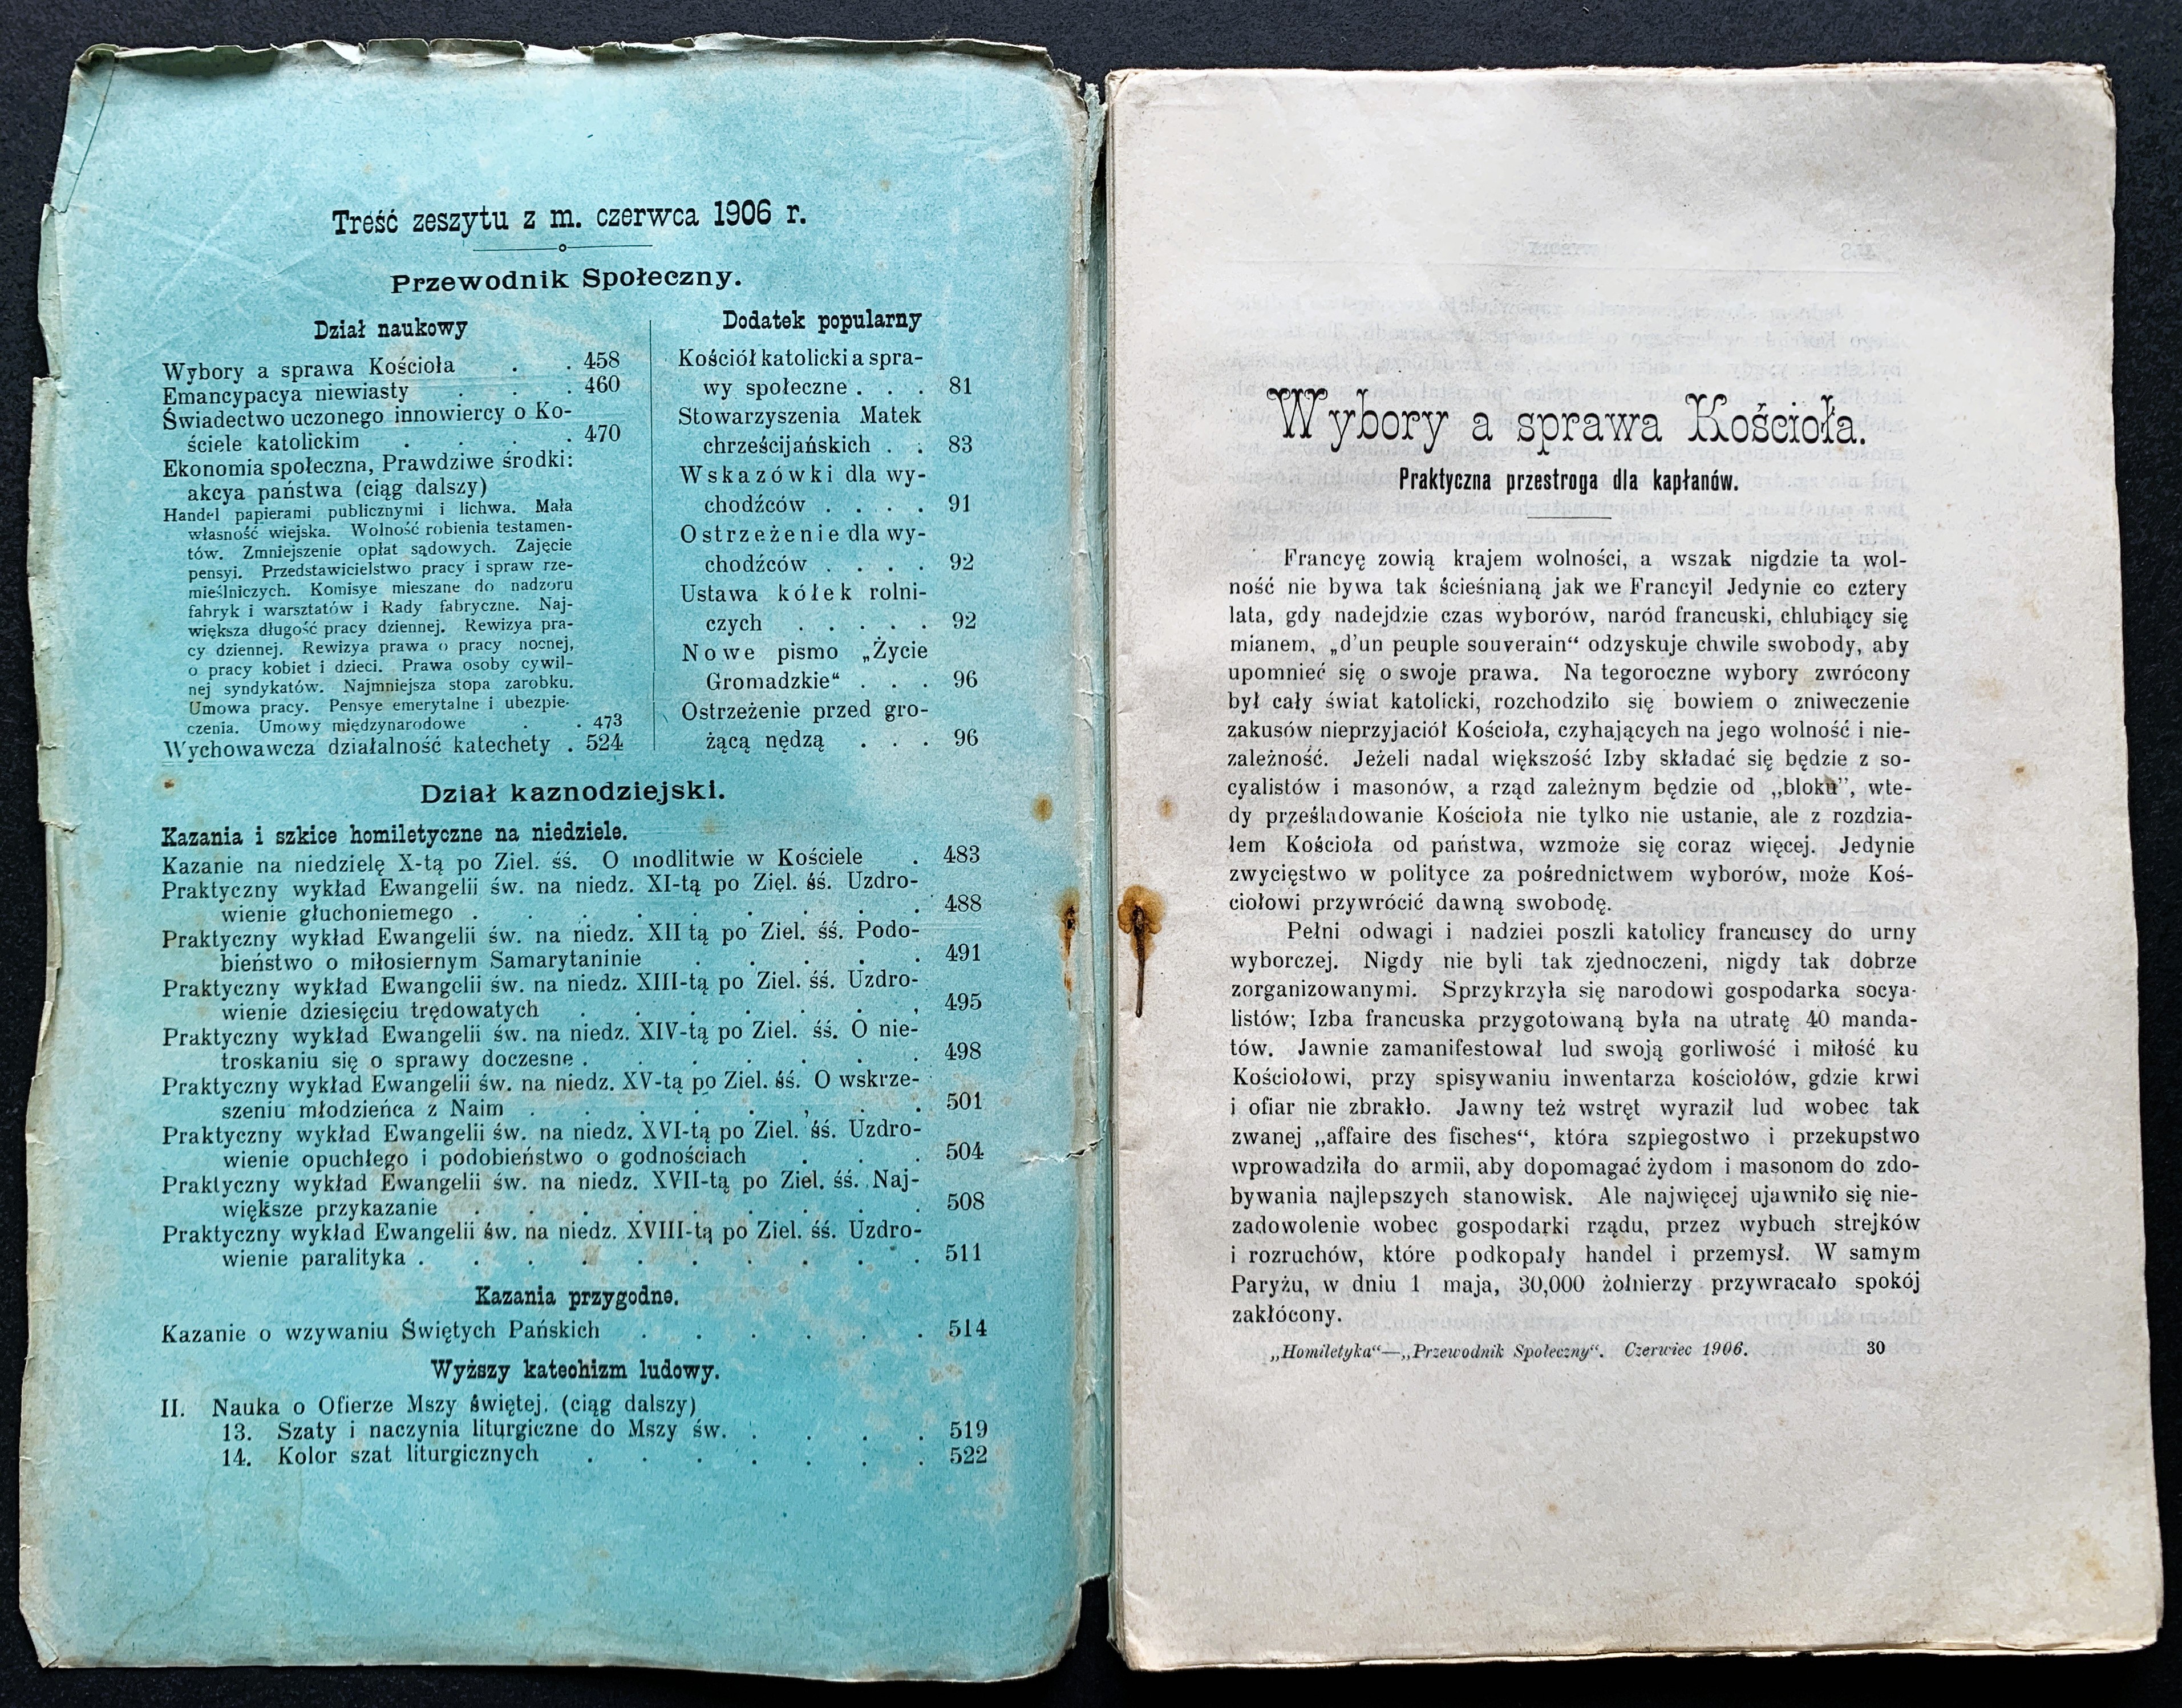 Treść zeszytu z m. czerwca 1906 r.
Przewodnik Społeczny.
Dział naukowy
Wybory a sprawa Kościoła . . 458
Emancypacya niewiasty . . . 460
Świadectwo uczonego innowiercy o Ko-
ściele katolickim . . . . 470
Ekonomia społeczna, Prawdziwe środki:
akcya państwa (ciąg dalszy)
Handel papierami publicznymi i lichwa. Mała
własność wiejska. Wolność robienia testamen-
tów. Zmniejszenie opłat sądowych. Zajęcie
pensyi. Przedstawicielstwo pracy i spraw rze-
mieślniczych. Komisye mieszane do nadzoru
fabryk i warsztatów i Rady fabryczne. Naj-
większa długość pracy dziennej. Rewizya pra-
cy dziennej. Rewizya prawa o pracy nocnej,
o pracy kobiet i dzieci. Prawa osoby cywil-
nej syndykatów. Najmniejsza stopa zarobku.
Umowa pracy. Pensye emerytalne i ubezpie-
czenia. Umowy międzynarodowe . . 473
Wychowawcza działalność katechety . 524
Dodatek popularny
Kościół katolicki a spra-
wy społeczne . . . 81
Stowarzyszenia Matek
chrześcijańskich . . 83
Wskazówki dla wy-
chodźców . . . . 91
Ostrzeżenie dla wy-
chodźców . . . . 92
Ustawa kółek rolni-
czych . . . . . 92
Nowe pismo „Życie
Gromadzkie“ . . . 96
Ostrzeżenie przed gro-
żącą nędzą . . . 96
Dział kaznodziejski.
Kazania i szkice homiletyczne na niedziele.
Kazanie na niedzielę X-tą po Ziel. śś. O modlitwie w Kościele . 483
Praktyczny wykład Ewangelii św. na niedz. XI-tą po Ziel. śś. Uzdro-
wienie głuchoniemego . . . . . . . . . 488
Praktyczny wykład Ewangelii św. na niedz. XII tą po Ziel. śś. Podo-
bieństwo o miłosiernym Samarytaninie . . . . . 491
Praktyczny wykład Ewangelii św. na niedz. XIII-tą po Ziel. śś. Uzdro-
wienie dziesięciu trędowatych . . . . . . . 495
Praktyczny wykład Ewangelii św. na niedz. XIV-tą po Ziel. śś. O nie-
troskaniu się o sprawy doczesne . . . . . . . 498
Praktyczny wykład Ewangelii św. na niedz. XV-tą po Ziel. śś. O wskrze-
szeniu młodzieńca z Naim . . . . . . . . 501
Praktyczny wykład Ewangelii św. na niedz. XVI-tą po Ziel. śś. Uzdro-
wienie opuchłego i podobieństwo o godnościach . . . 504
Praktyczny wykład Ewangelii św. na niedz. XVII-tą po Ziel. śś. Naj-
większe przykazanie . . . . . . . . . 508
Praktyczny wykład Ewangelii św. na niedz. XVIII-tą po Ziel. śś. Uzdro-
wienie paralityka . . . . . . . . . . 511
Kazania przygodne.
Kazanie o wzywaniu Świętych Pańskich . . . . . . 514
Wyższy katechizm ludowy.
II. Nauka o Ofierze Mszy świętej. (ciąg dalszy)
13. Szaty i naczynia liturgiczne do Mszy św. . . . . 519
14. Kolor szat liturgicznych . . . . . . . 522
Wybory a sprawa Kościoła.
Praktyczna przestroga dla kapłanów.
Francyę zowią krajem wolności, a wszak nigdzie ta wol-
ność nie bywa tak ścieśnianą jak we Francyi! Jedynie co cztery
lata, gdy nadejdzie czas wyborów, naród francuski, chlubiący się
mianem, „d'un peuple souverain“ odzyskuje chwile swobody, aby
upomnieć się o swoje prawa. Na tegoroczne wybory zwrócony
był cały świat katolicki, rozchodziło się bowiem o zniweczenie
zakusów nieprzyjaciół Kościoła, czyhających na jego wolność i nie-
zależność. Jeżeli nadal większość Izby składać się będzie z so-
cyalistów i masonów, a rząd zależnym będzie od „bloku”, wte-
dy prześladowanie Kościoła nie tylko nie ustanie, ale z rozdzia-
łem Kościoła od państwa, wzmoże się coraz więcej. Jedynie
zwycięstwo w polityce za pośrednictwem wyborów, może Koś-
ciołowi przywrócić dawną swobodę.
Pełni odwagi i nadziei poszli katolicy francuscy do urny
wyborczej. Nigdy nie byli tak zjednoczeni, nigdy tak dobrze
zorganizowanymi. Sprzykrzyła się narodowi gospodarka socya-
listów; Izba francuska przygotowaną była na utratę 40 manda-
tów. Jawnie zamanifestował lud swoją gorliwość i miłość ku
Kościołowi, przy spisywaniu inwentarza kościołów, gdzie krwi
i ofiar nie zbrakło. Jawny też wstręt wyraził lud wobec tak
zwanej „affaire des fisches“, która szpiegostwo i przekupstwo
wprowadziła do armii, aby dopomagać żydom i masonom do zdo-
bywania najlepszych stanowisk. Ale najwięcej ujawniło się nie-
zadowolenie wobec gospodarki rządu, przez wybuch strejków
i rozruchów, które podkopały handel i przemysł. W samym
Paryżu, w dniu 1 maja, 30,000 żołnierzy przywracało spokój
zakłócony.
„Homiletyka“—„Przewodnik Społeczny“. Czerwiec 1906. 30